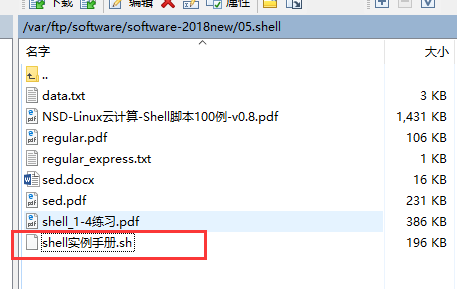 下载 编辑 属性
/var/ftp/software/software-2018new/05.shell
名字 大小
..
data.txt 3 KB
NSD-Linux云计算-Shell脚本100例-v0.8.pdf 1,431 KB
regular.pdf 106 KB
regular_express.txt 1 KB
sed.docx 16 KB
sed.pdf 231 KB
shell_1-4练习.pdf 386 KB
shell实例手册.sh 196 KB